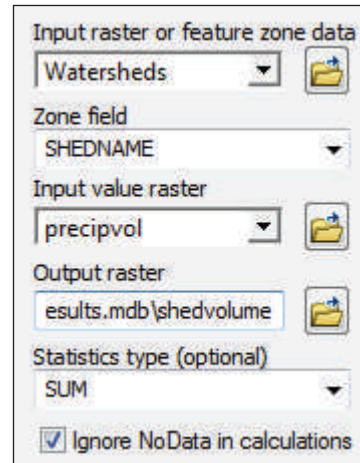 Input raster or feature zone data
Watersheds
Zone field
SHEDNAME
Input value raster
precipvol
Output raster
esults.mdb\shedvolume
Statistics type (optional)
SUM
Ignore NoData in calculations